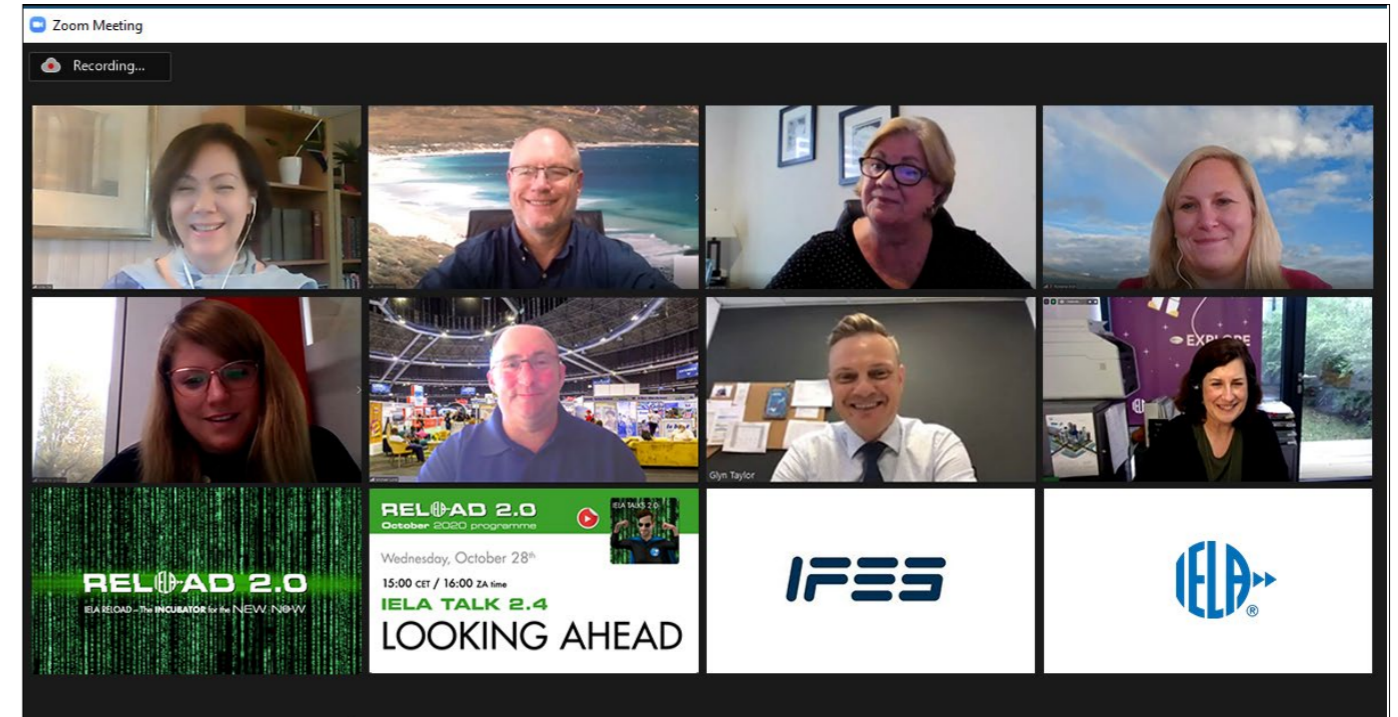 Zoom Meeting
Recording...
EXPLORE
Glyn Taylor
RELOAD 2.0
IELA RELOAD - The INCUBATOR for the NEW NOW
RELOAD 2.0
October 2020 programme
IELA TALKS 2.0
Wednesday, October 28th
15:00 CET / 16:00 ZA time
IELA TALK 2.4
LOOKING AHEAD
IFES
IELA®